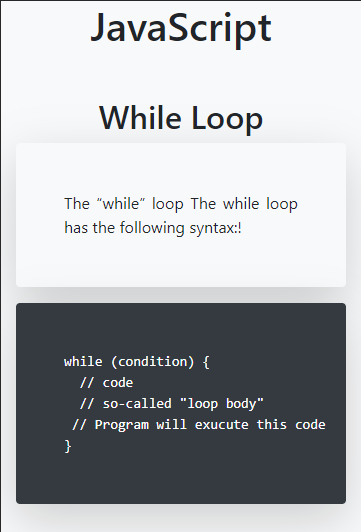 JavaScript
While Loop
The “while” loop The while loop
has the following syntax:!
while (condition) {
  // code
  // so-called "loop body"
 // Program will exucute this code
}